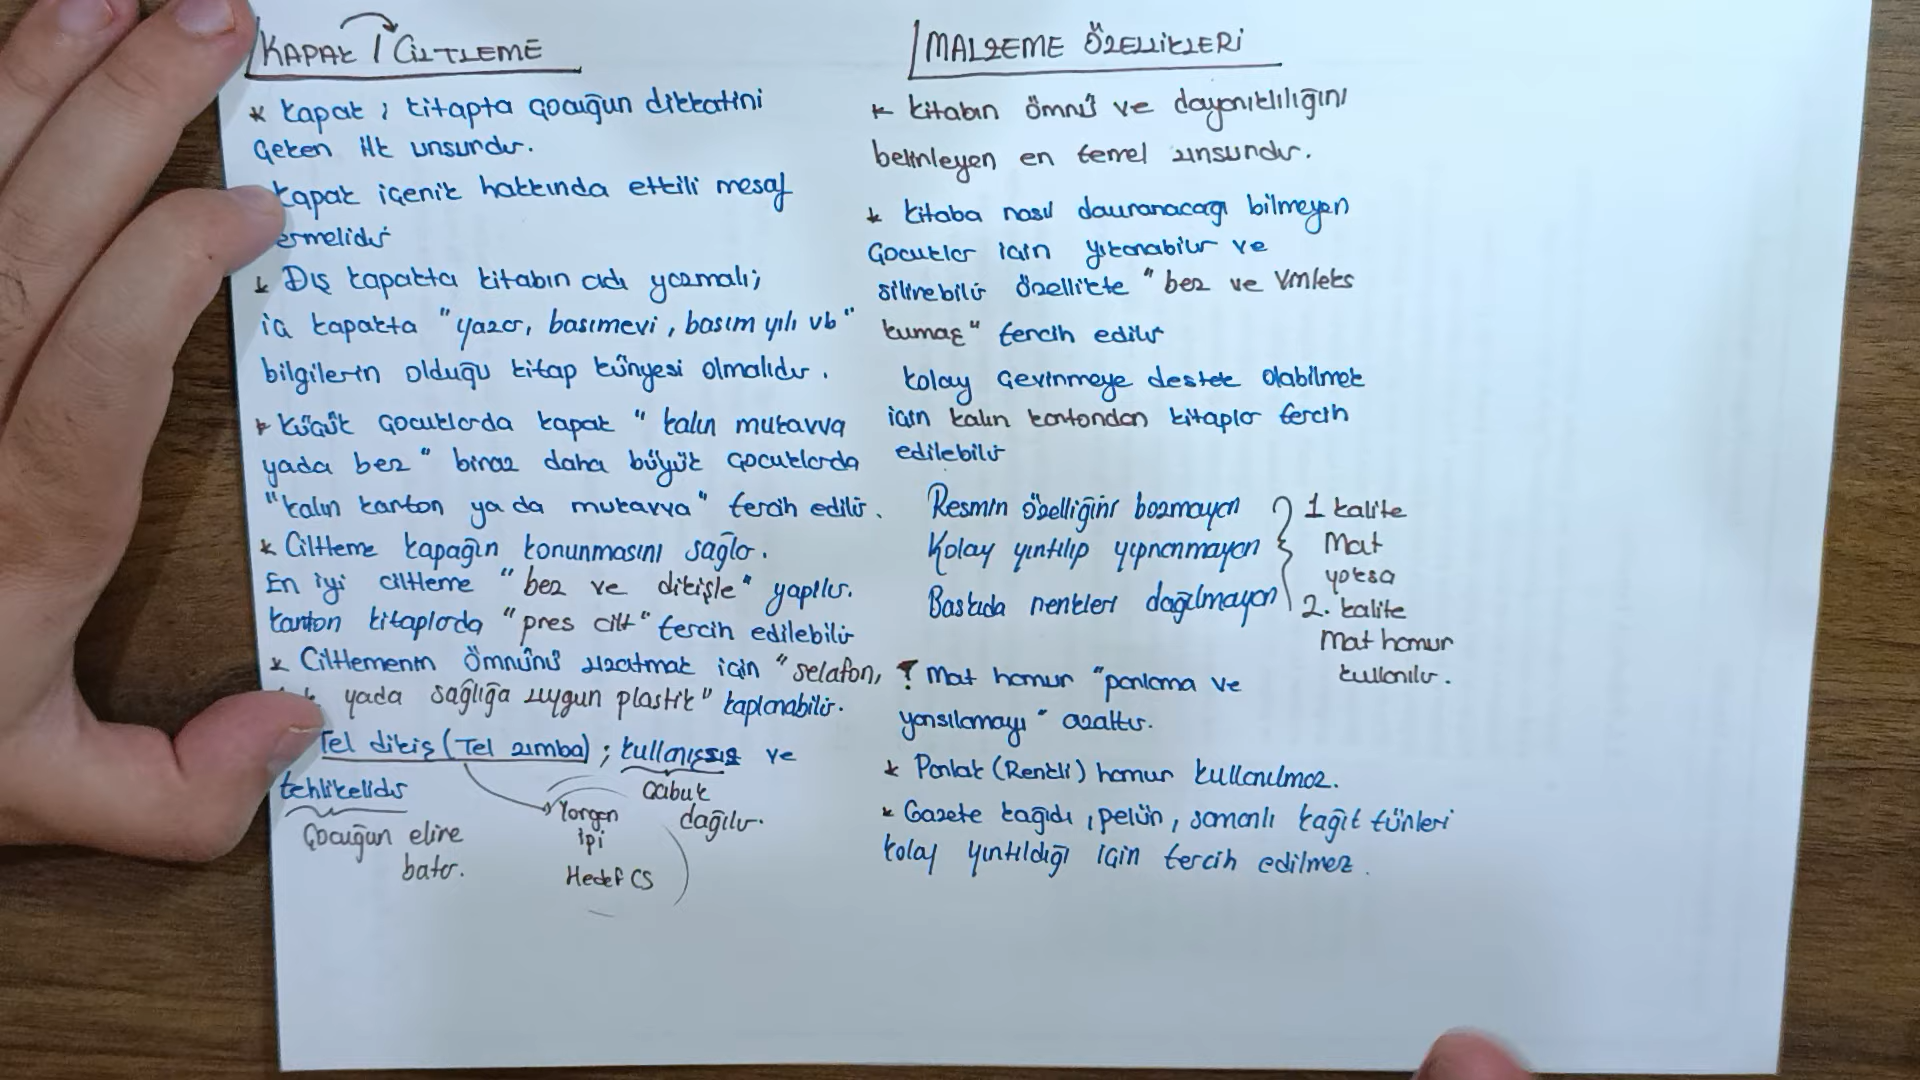 KAPAK / CİLTLEME
* Kapak ; kitapta çocuğun dikkatini
çeken ilk unsurdur.
Kapak içerik hakkında etkili mesaj
ermelidir
* Dış kapakta kitabın adı yazmalı;
iç kapakta "yazar, basımevi, basım yılı vb"
bilgilerin olduğu kitap künyesi olmalıdır.
* Küçük çocuklarda kapak "kalın mukavva
yada bez" biraz daha büyük çocuklarda
"kalın karton ya da mukavva" tercih edilir.
* Ciltleme kapağın korunmasını sağlar.
En iyi ciltleme "bez ve dikişle" yapılır.
Karton kitaplarda "pres cilt" tercih edilebilir
* Ciltlemenin ömrünü uzatmak için "selafon,
yada sağlığa uygun plastik" kaplanabilir.
Tel dikiş (Tel zımba) ; kullanışsız ve
tehlikelidir
Çabuk
dağılır.
Çocuğun eline
batar.
Yorgan
ipi
Hedef CS
MALZEME ÖZELLİKLERİ
* Kitabın ömrü ve dayanıklılığını
belirleyen en temel unsurdur.
* Kitaba nasıl davranacağı bilmeyen
Çocuklar için yıkanabilir ve
silinebilir özellikte "bez ve Vinleks
kumaş" tercih edilir
Kolay çevirmeye destek olabilmek
için kalın kartondan kitaplar tercih
edilebilir
Resmin özelliğini bozmayan
Kolay yırtılıp yıpranmayan
Baskıda renkleri dağılmayan
1 kalite
Mat
yoksa
2. kalite
Mat hamur
kullanılır.
? Mat hamur "parlama ve
yansılamayı" azaltır.
* Parlak (Renkli) hamur kullanılmaz.
* Gazete kağıdı, pelür, samanlı kağıt türleri
kolay yırtıldığı için tercih edilmez.